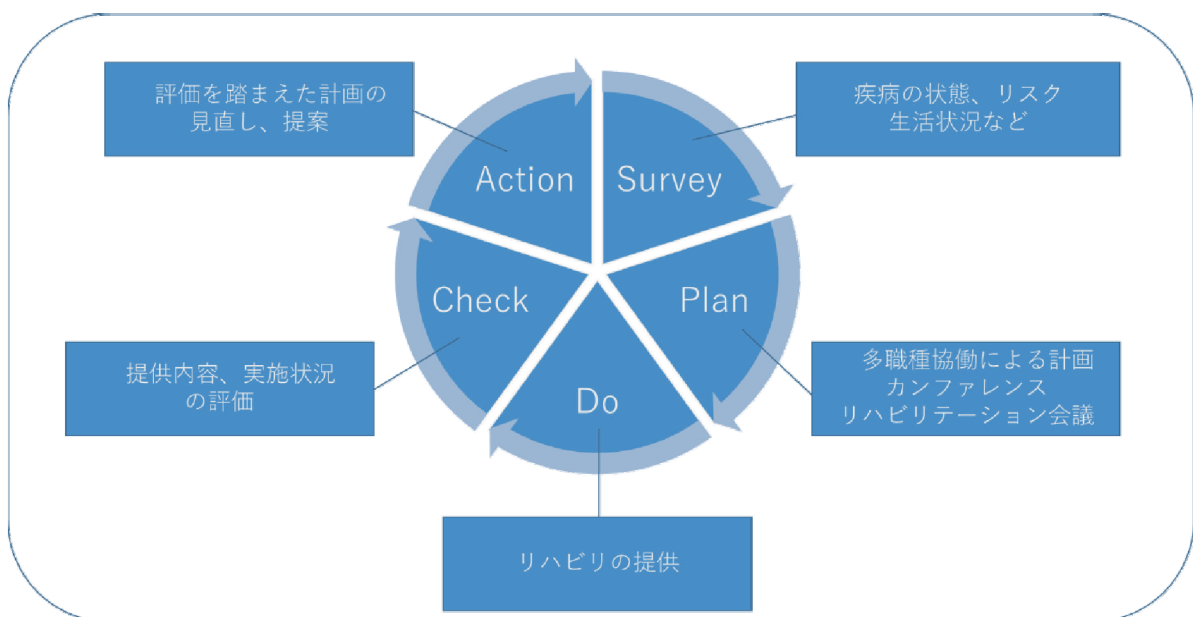 評価を踏まえた計画の
見直し、提案
疾病の状態、リスク
生活状況など
Action
Survey
Check
Plan
提供内容、実施状況
の評価
多職種協働による計画
カンファレンス
リハビリテーション会議
Do
リハビリの提供